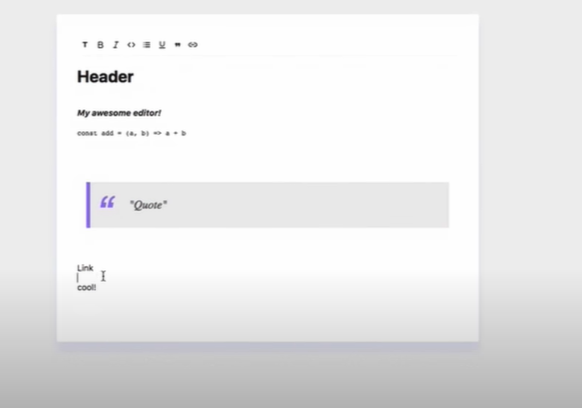 T B I <> U " 
Header
My awesome editor!
const add = (a, b) => a + b
“ "Quote"
Link
cool!